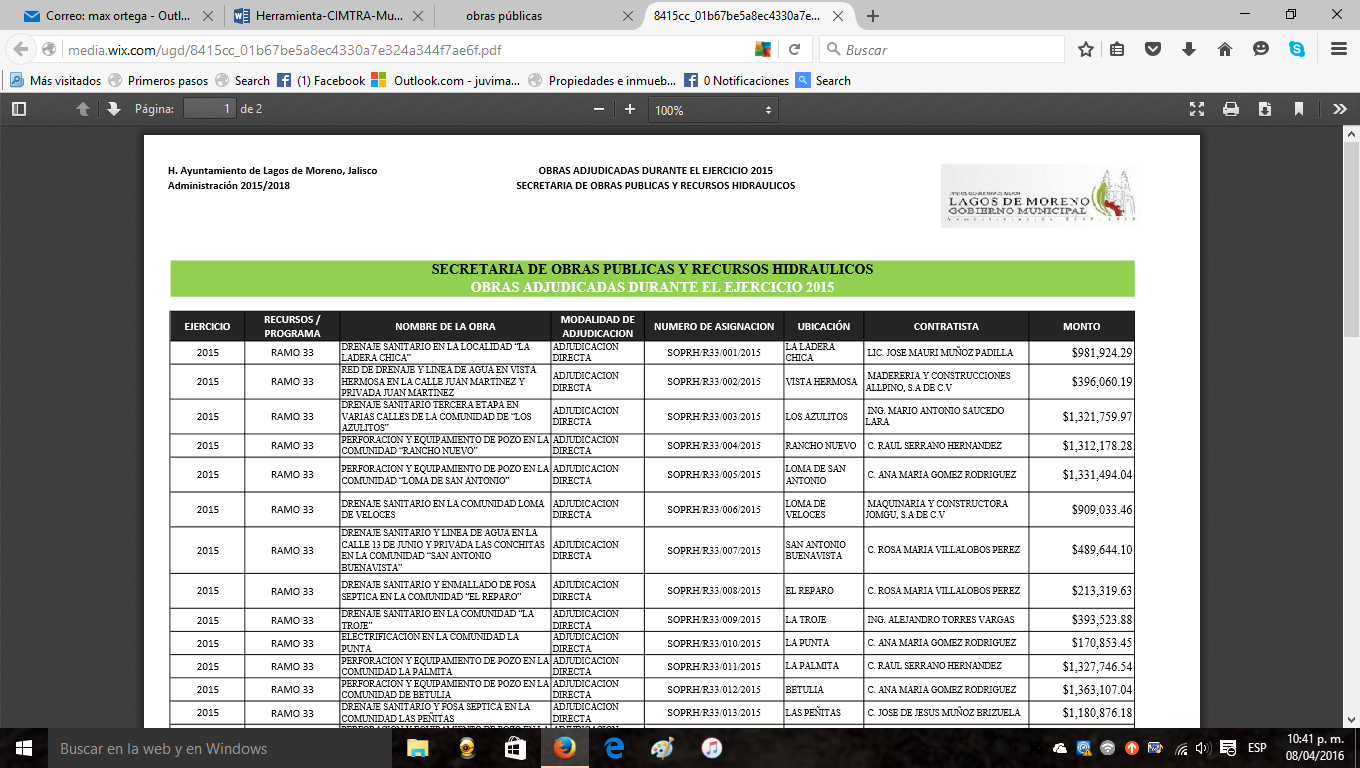 Correo: max ortega - Outl...
Herramienta-CIMTRA-Mu...
obras públicas
8415cc_01b67be5a8ec4330a7e...
media.wix.com/ugd/8415cc_01b67be5a8ec4330a7e324a344f7ae6f.pdf
Buscar
Más visitados
Primeros pasos
Search
(1) Facebook
Outlook.com - juvima...
Propiedades e inmueb...
0 Notificaciones
Search
Página: 1 de 2
100%
H. Ayuntamiento de Lagos de Moreno, Jalisco
Administración 2015/2018
OBRAS ADJUDICADAS DURANTE EL EJERCICIO 2015
SECRETARIA DE OBRAS PUBLICAS Y RECURSOS HIDRAULICOS
LAGOS DE MORENO
GOBIERNO MUNICIPAL
SECRETARIA DE OBRAS PUBLICAS Y RECURSOS HIDRAULICOS
OBRAS ADJUDICADAS DURANTE EL EJERCICIO 2015
EJERCICIO
RECURSOS /
PROGRAMA
NOMBRE DE LA OBRA
MODALIDAD DE
ADJUDICACION
NUMERO DE ASIGNACION
UBICACIÓN
CONTRATISTA
MONTO
2015
RAMO 33
DRENAJE SANITARIO EN LA LOCALIDAD "LA
LADERA CHICA"
ADJUDICACION
DIRECTA
SOPRH/R33/001/2015
LA LADERA
CHICA
LIC. JOSE MAURI MUÑOZ PADILLA
$981,924.29
2015
RAMO 33
RED DE DRENAJE Y LINEA DE AGUA EN VISTA
HERMOSA EN LA CALLE JUAN MARTÍNEZ Y
PRIVADA JUAN MARTÍNEZ
ADJUDICACION
DIRECTA
SOPRH/R33/002/2015
VISTA HERMOSA
MADERERIA Y CONSTRUCCIONES
ALLPINO, S.A DE C.V
$396,060.19
2015
RAMO 33
DRENAJE SANITARIO TERCERA ETAPA EN
VARIAS CALLES DE LA COMUNIDAD DE "LOS
AZULITOS"
ADJUDICACION
DIRECTA
SOPRH/R33/003/2015
LOS AZULITOS
ING. MARIO ANTONIO SAUCEDO
LARA
$1,321,759.97
2015
RAMO 33
PERFORACION Y EQUIPAMIENTO DE POZO EN LA
COMUNIDAD "RANCHO NUEVO"
ADJUDICACION
DIRECTA
SOPRH/R33/004/2015
RANCHO NUEVO
C. RAUL SERRANO HERNANDEZ
$1,312,178.28
2015
RAMO 33
PERFORACION Y EQUIPAMIENTO DE POZO EN LA
COMUNIDAD "LOMA DE SAN ANTONIO"
ADJUDICACION
DIRECTA
SOPRH/R33/005/2015
LOMA DE SAN
ANTONIO
C. ANA MARIA GOMEZ RODRIGUEZ
$1,331,494.04
2015
RAMO 33
DRENAJE SANITARIO EN LA COMUNIDAD LOMA
DE VELOCES
ADJUDICACION
DIRECTA
SOPRH/R33/006/2015
LOMA DE
VELOCES
MAQUINARIA Y CONSTRUCTORA
JOMGU, S.A DE C.V
$909,033.46
2015
RAMO 33
DRENAJE SANITARIO Y LINEA DE AGUA EN LA
CALLE 13 DE JUNIO Y PRIVADA LAS CONCHITAS
EN LA COMUNIDAD "SAN ANTONIO
BUENAVISTA"
ADJUDICACION
DIRECTA
SOPRH/R33/007/2015
SAN ANTONIO
BUENAVISTA
C. ROSA MARIA VILLALOBOS PEREZ
$489,644.10
2015
RAMO 33
DRENAJE SANITARIO Y ENMALLADO DE FOSA
SEPTICA EN LA COMUNIDAD "EL REPARO"
ADJUDICACION
DIRECTA
SOPRH/R33/008/2015
EL REPARO
C. ROSA MARIA VILLALOBOS PEREZ
$213,319.63
2015
RAMO 33
DRENAJE SANITARIO EN LA COMUNIDAD "LA
TROJE"
ADJUDICACION
DIRECTA
SOPRH/R33/009/2015
LA TROJE
ING. ALEJANDRO TORRES VARGAS
$393,523.88
2015
RAMO 33
ELECTRIFICACION EN LA COMUNIDAD LA
PUNTA
ADJUDICACION
DIRECTA
SOPRH/R33/010/2015
LA PUNTA
C. ANA MARIA GOMEZ RODRIGUEZ
$170,853.45
2015
RAMO 33
PERFORACION Y EQUIPAMIENTO DE POZO EN LA
COMUNIDAD LA PALMITA
ADJUDICACION
DIRECTA
SOPRH/R33/011/2015
LA PALMITA
C. RAUL SERRANO HERNANDEZ
$1,327,746.54
2015
RAMO 33
PERFORACION Y EQUIPAMIENTO DE POZO EN LA
COMUNIDAD DE BETULIA
ADJUDICACION
DIRECTA
SOPRH/R33/012/2015
BETULIA
C. ANA MARIA GOMEZ RODRIGUEZ
$1,363,107.04
2015
RAMO 33
DRENAJE SANITARIO Y FOSA SEPTICA EN LA
COMUNIDAD LAS PEÑITAS
ADJUDICACION
DIRECTA
SOPRH/R33/013/2015
LAS PEÑITAS
C. JOSE DE JESUS MUÑOZ BRIZUELA
$1,180,876.18
Buscar en la web y en Windows
ESP
10:41 p. m.
08/04/2016